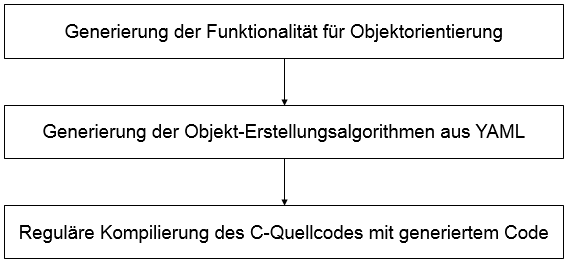 Generierung der Funktionalität für Objektorientierung
Generierung der Objekt-Erstellungsalgorithmen aus YAML
Reguläre Kompilierung des C-Quellcodes mit generiertem Code